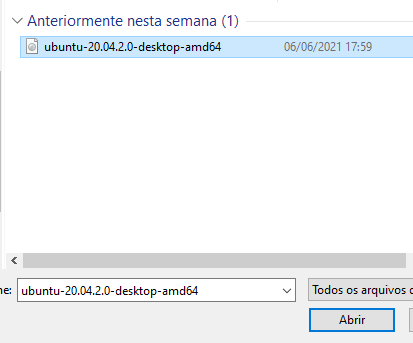 Anteriormente nesta semana (1)
ubuntu-20.04.2.0-desktop-amd64 06/06/2021 17:59
ubuntu-20.04.2.0-desktop-amd64 Todos os arquivos
Abrir